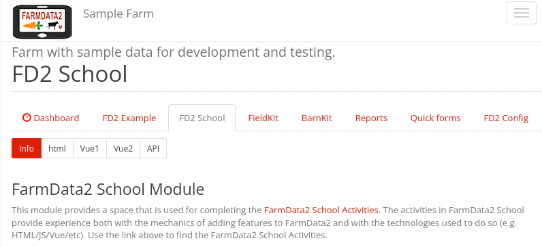 FARMDATA2
Sample Farm
Farm with sample data for development and testing.
FD2 School
Dashboard FD2 Example FD2 School FieldKit BarnKit Reports Quick forms FD2 Config
Info html Vue1 Vue2 API
FarmData2 School Module
This module provides a space that is used for completing the FarmData2 School Activities. The activities in FarmData2 School
provide experience both with the mechanics of adding features to FarmData2 and with the technologies used to do so (e.g.
HTML/JS/Vue/etc). Use the link above to find the FarmData2 School Activities.